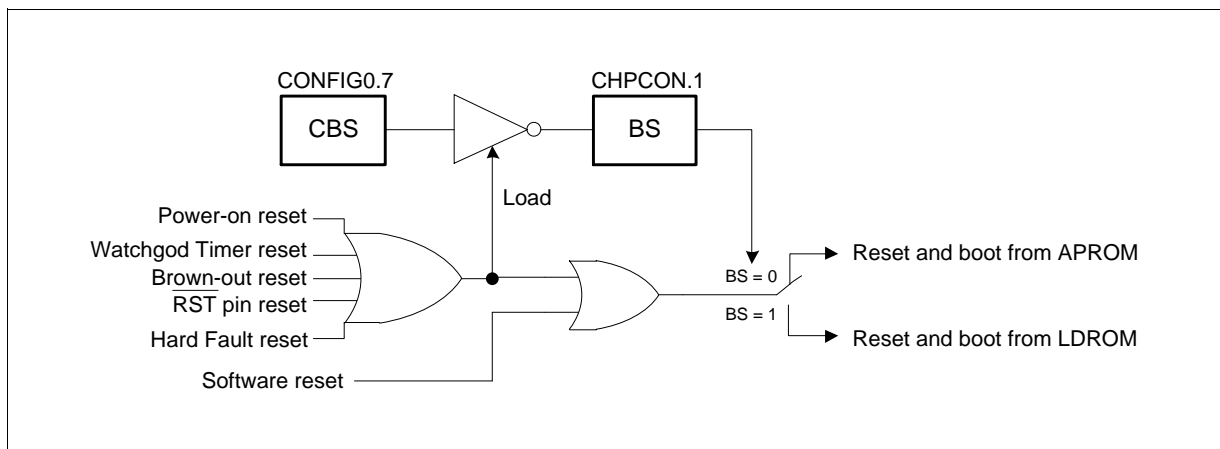 CONFIG0.7
CHPCON.1
CBS
BS
Load
Power-on reset
Watchgod Timer reset
Brown-out reset
RST pin reset
Hard Fault reset
Software reset
BS = 0
BS = 1
Reset and boot from APROM
Reset and boot from LDROM